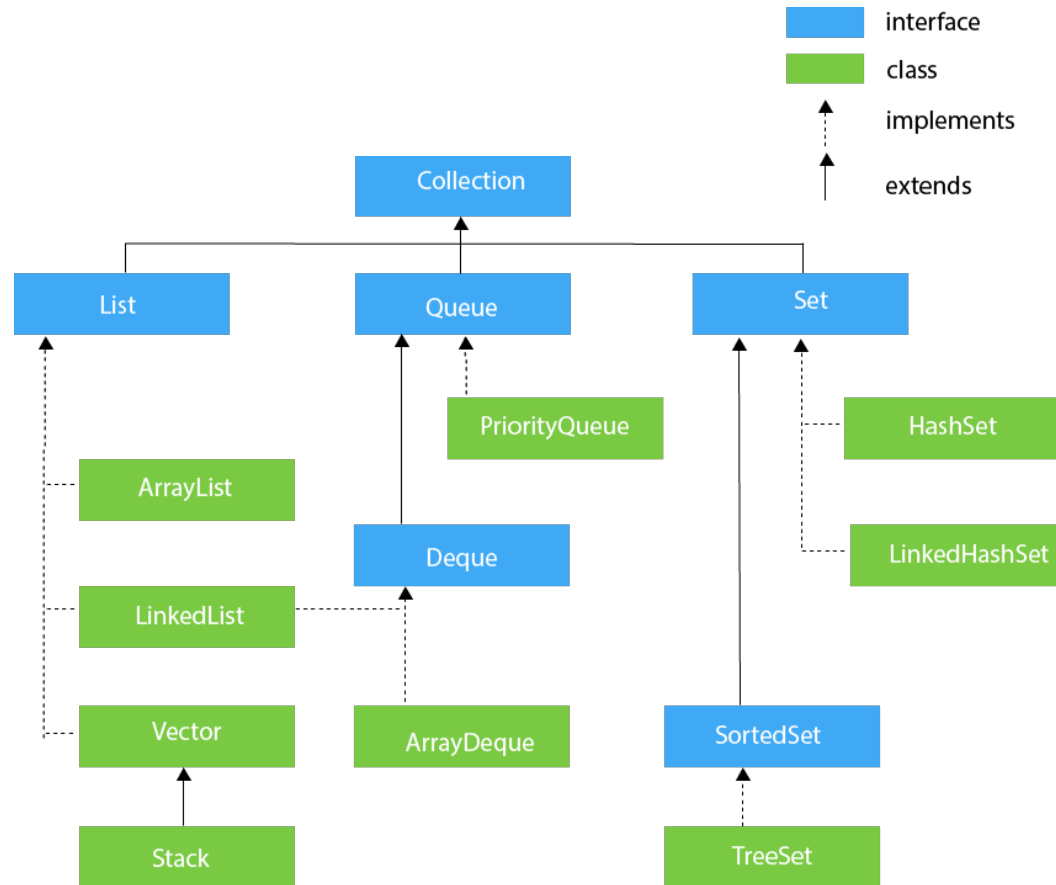 interface
class
implements
extends
Collection
List
Queue
Set
PriorityQueue
HashSet
ArrayList
Deque
LinkedHashSet
LinkedList
Vector
ArrayDeque
SortedSet
Stack
TreeSet